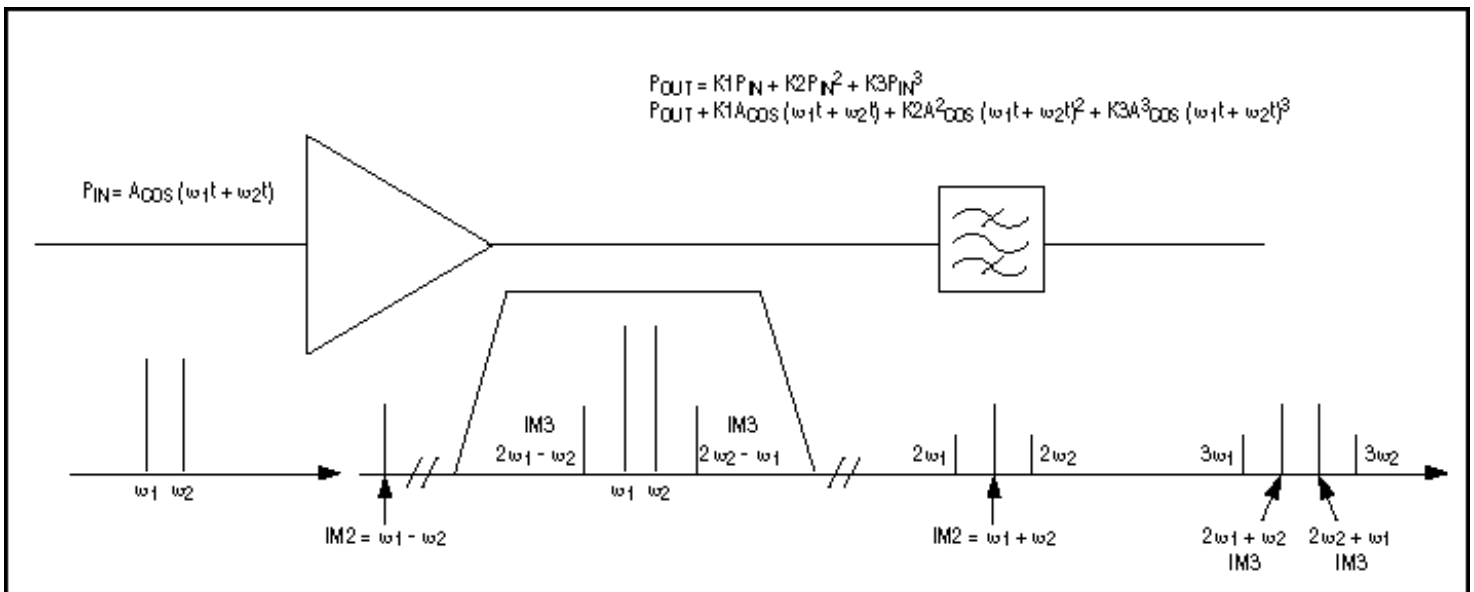 POUT = K1PIN + K2PIN² + K3PIN³
POUT + K1ACOS (ω1t + ω2t) + K2A²COS (ω1t + ω2t)² + K3A³COS (ω1t + ω2t)³
PIN = ACOS (ω1t + ω2t)
IM3
2ω1 – ω2
IM3
2ω2 – ω1
2ω1
2ω2
3ω1
3ω2
ω1 ω2
ω1 ω2
IM2 = ω1 – ω2
IM2 = ω1 + ω2
2ω1 + ω2
IM3
2ω2 + ω1
IM3